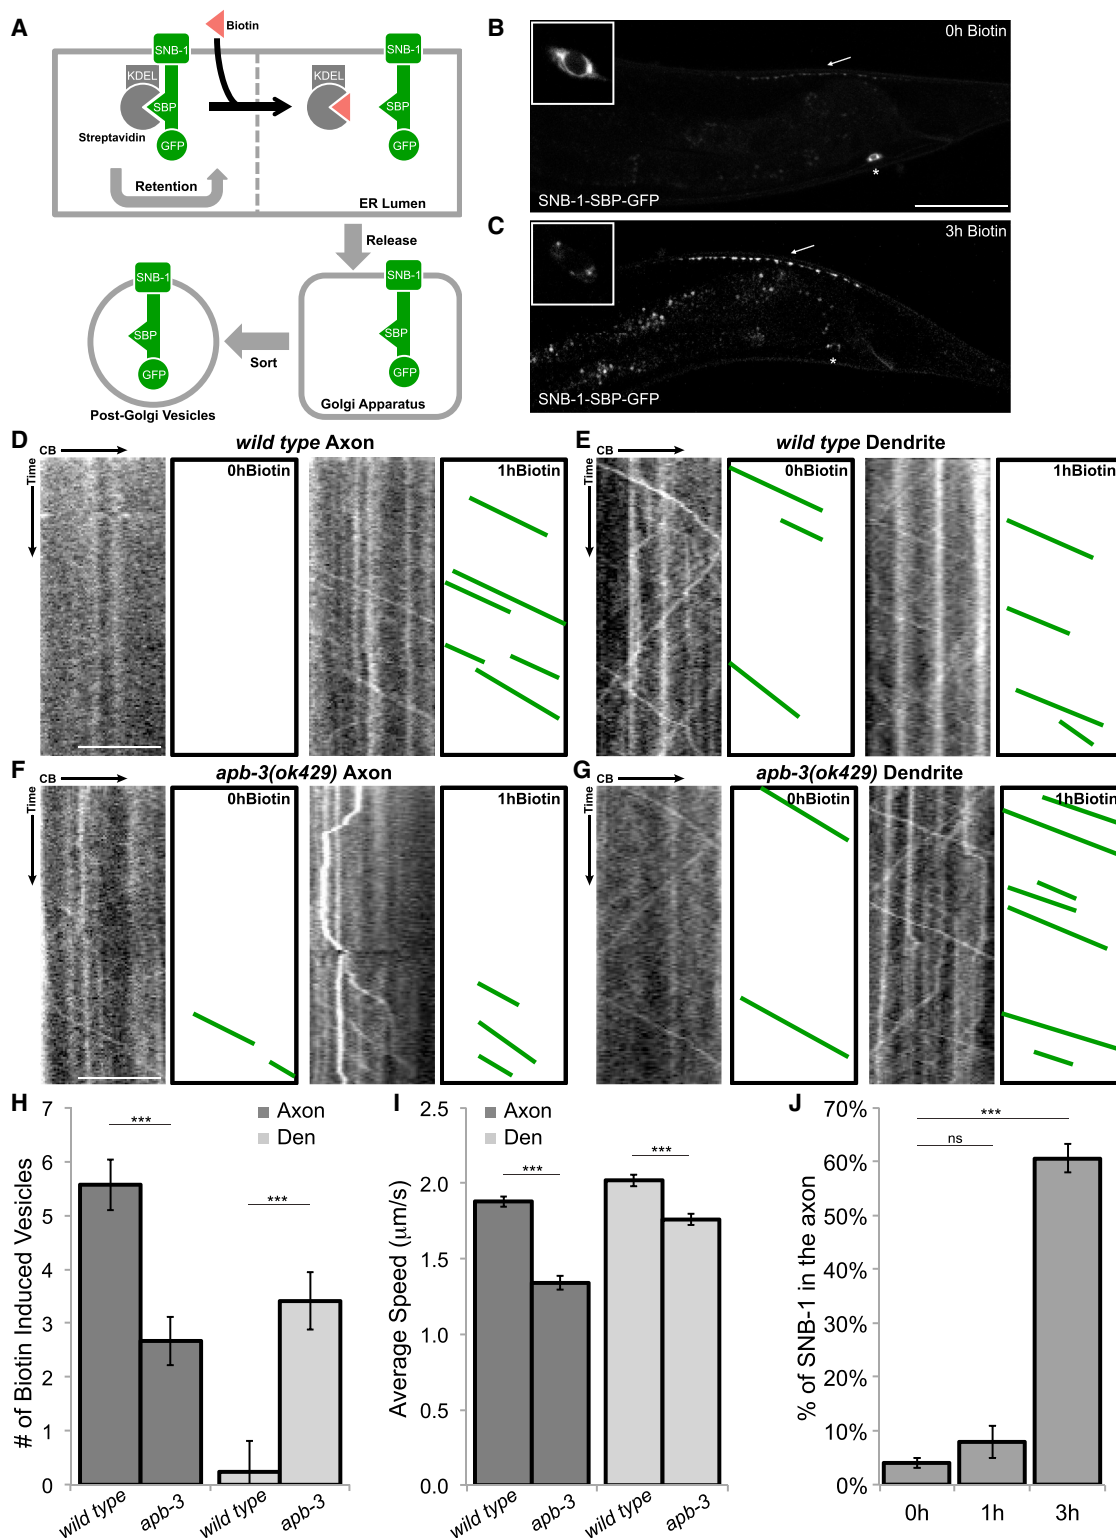 A
SNB-1
Biotin
SNB-1
KDEL
KDEL
SBP
SBP
Streptavidin
GFP
GFP
Retention
ER Lumen
Release
SNB-1
SNB-1
SBP
SBP
GFP
GFP
Sort
Post-Golgi Vesicles
Golgi Apparatus
B
0h Biotin
*
SNB-1-SBP-GFP
C
3h Biotin
*
SNB-1-SBP-GFP
D
wild type Axon
CB
Time
0hBiotin
1hBiotin
E
wild type Dendrite
CB
Time
0hBiotin
1hBiotin
F
apb-3(ok429) Axon
CB
Time
0hBiotin
1hBiotin
G
apb-3(ok429) Dendrite
CB
Time
0hBiotin
1hBiotin
H
# of Biotin Induced Vesicles
7
6
5
4
3
2
1
0
***
***
Axon
Den
wild type
apb-3
wild type
apb-3
I
Average Speed (μm/s)
2.5
2.0
1.5
1.0
0.5
0.0
Axon
Den
***
***
wild type
apb-3
wild type
apb-3
J
% of SNB-1 in the axon
70%
60%
50%
40%
30%
20%
10%
0%
***
ns
0h
1h
3h